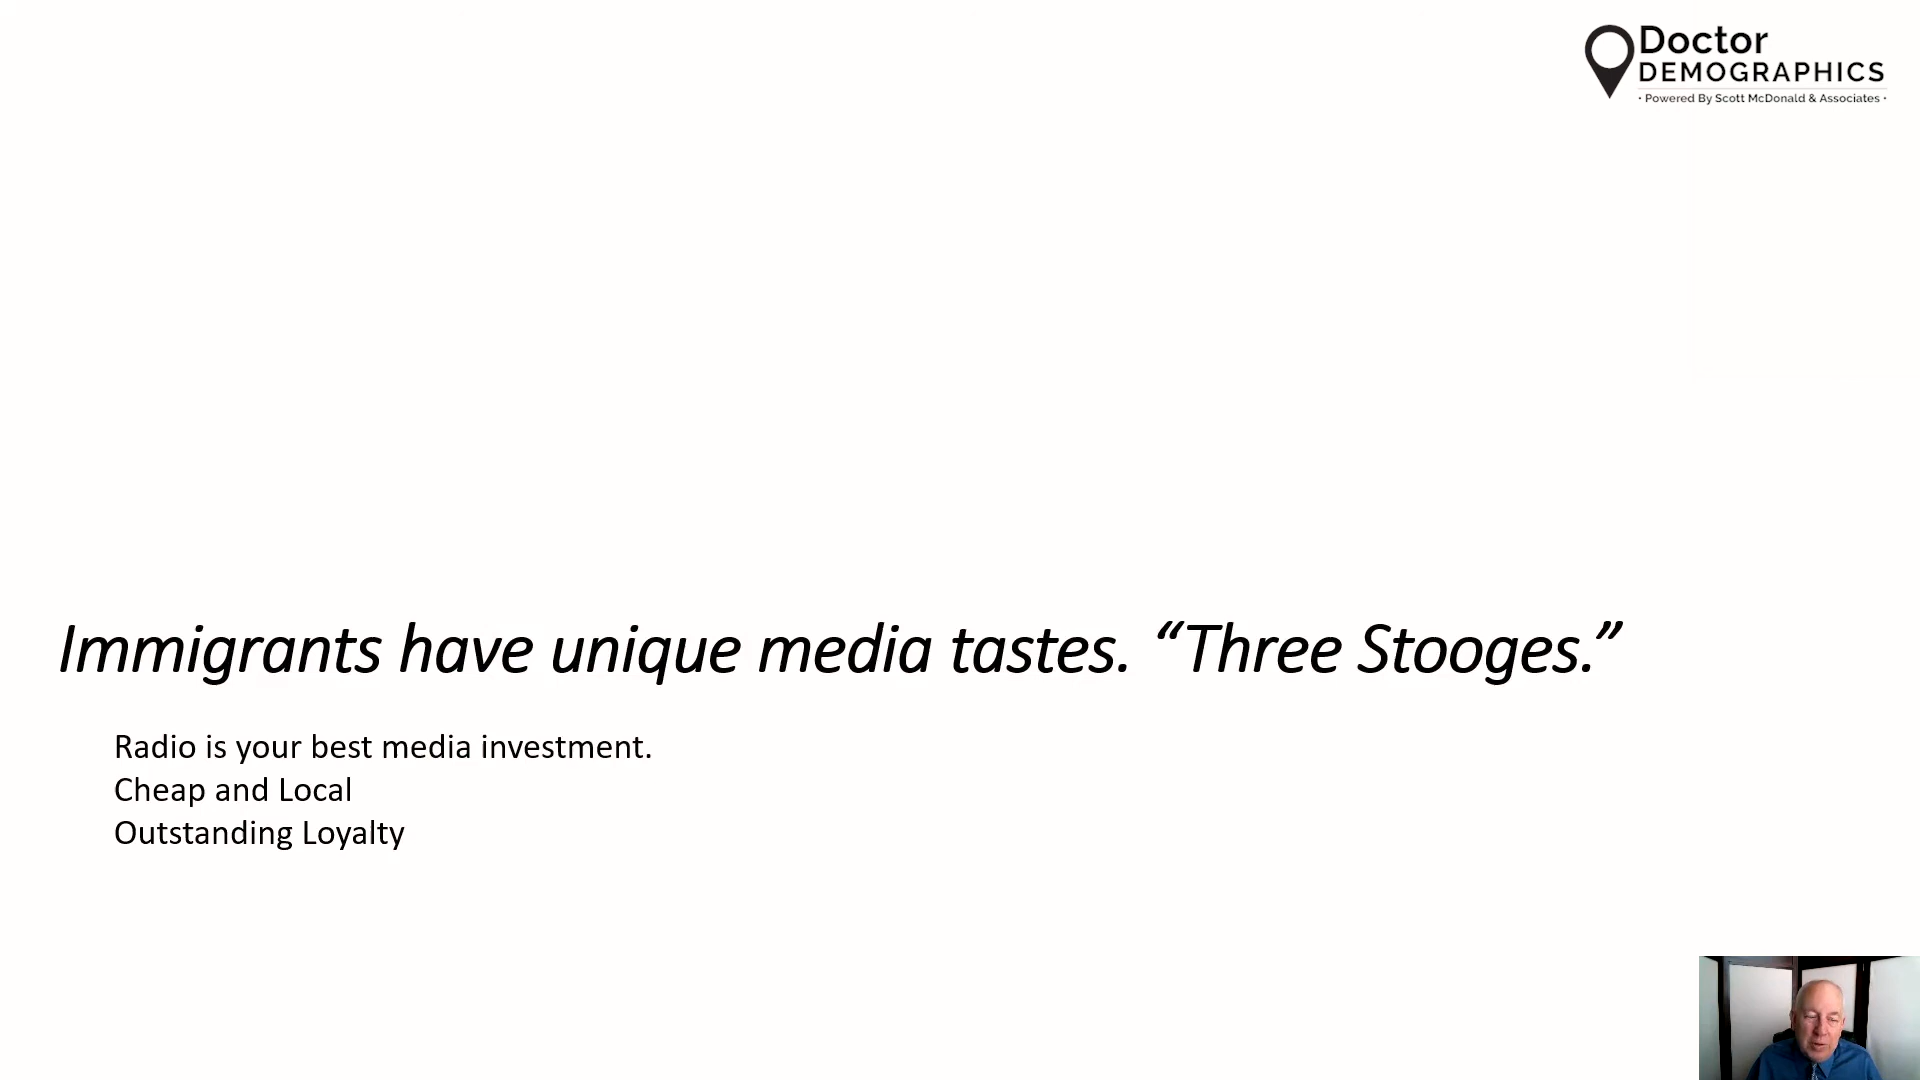 Doctor
DEMOGRAPHICS
• Powered By Scott McDonald & Associates •
Immigrants have unique media tastes. “Three Stooges.”
Radio is your best media investment.
Cheap and Local
Outstanding Loyalty